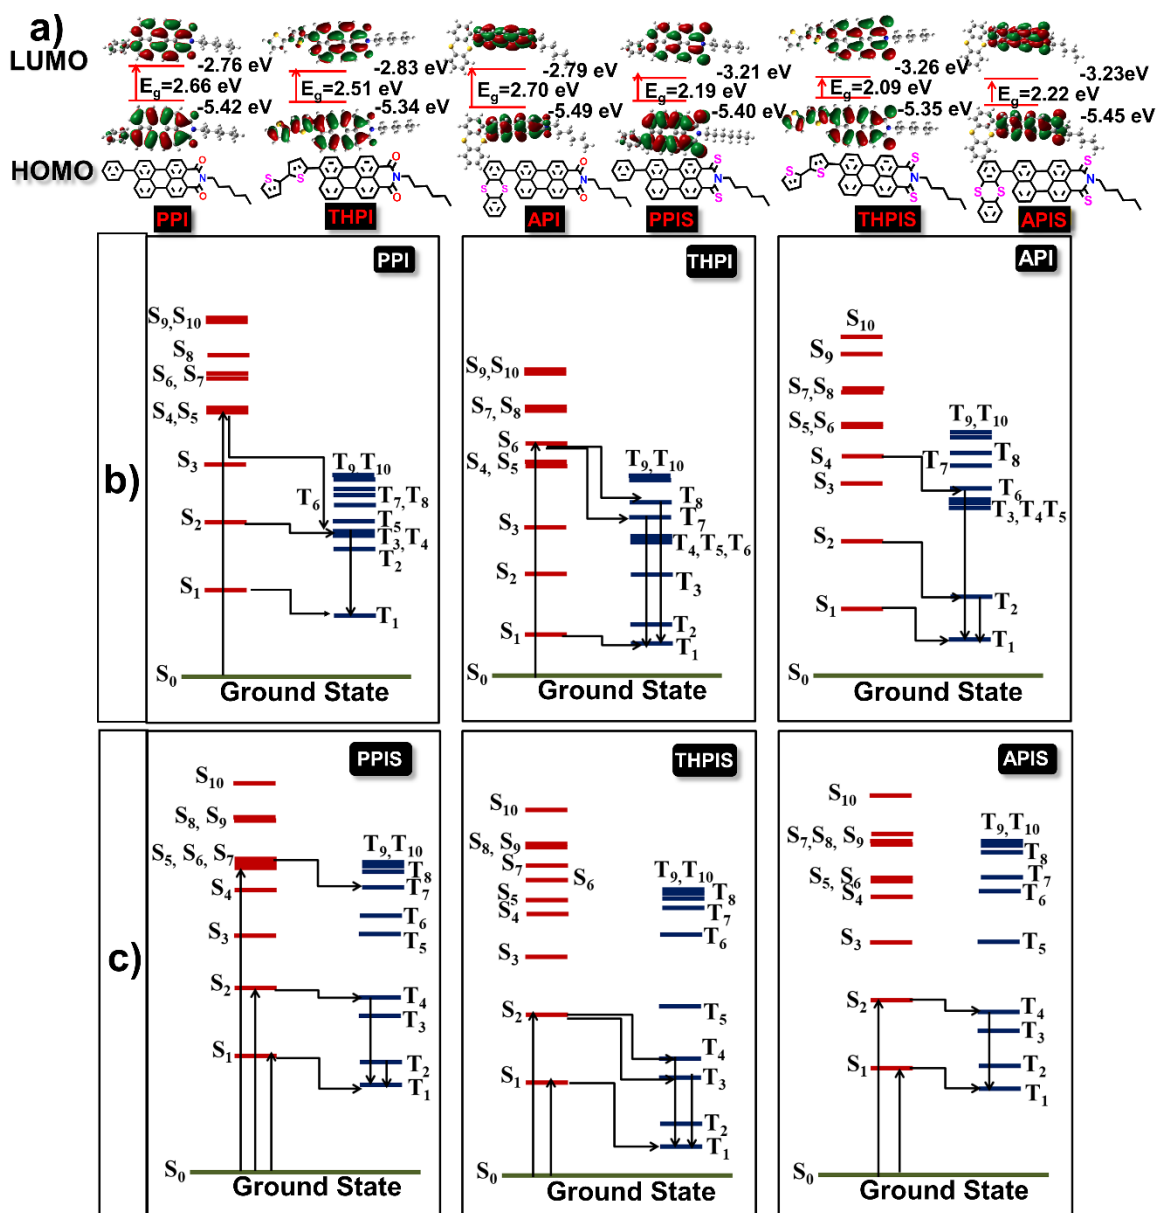 a)
LUMO
-2.76 eV
E_g=2.66 eV
-5.42 eV
-2.83 eV
E_g=2.51 eV
-5.34 eV
-2.79 eV
E_g=2.70 eV
-5.49 eV
-3.21 eV
E_g=2.19 eV
-5.40 eV
-3.26 eV
E_g=2.09 eV
-5.35 eV
-3.23eV
E_g=2.22 eV
-5.45 eV
HOMO
O
N
O
S
S
O
N
O
S
S
O
N
O
S
N
S
S
S
S
N
S
S
S
S
N
S
PPI
THPI
API
PPIS
THPIS
APIS
b)
PPI
S9,S10
S8
S6, S7
S4,S5
S3
S2
S1
S0
T9,T10
T6
T7,T8
T5
T3,T4
T2
T1
Ground State
THPI
S9,S10
S7, S8
S6
S4, S5
S3
S2
S1
S0
T9,T10
T8
T7
T4,T5,T6
T3
T2
T1
Ground State
API
S10
S9
S7,S8
S5,S6
S4
S3
S2
S1
S0
T9,T10
T8
T7
T6
T3,T4T5
T2
T1
Ground State
c)
PPIS
S10
S8, S9
S5, S6, S7
S4
S3
S2
S1
S0
T9,T10
T8
T7
T6
T5
T4
T3
T2
T1
Ground State
THPIS
S10
S8, S9
S7
S6
S5
S4
S3
S2
S1
S0
T9,T10
T8
T7
T6
T5
T4
T3
T2
T1
Ground State
APIS
S10
S7,S8, S9
S5, S6
S4
S3
S2
S1
S0
T9,T10
T8
T7
T6
T5
T4
T3
T2
T1
Ground State